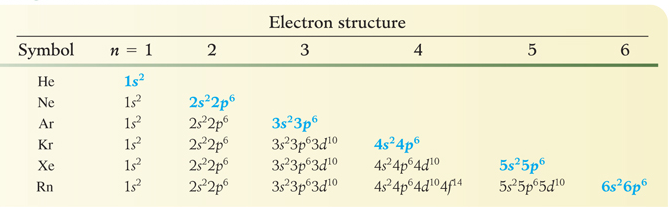 Electron structure
Symbol n = 1 2 3 4 5 6
He 1s²
Ne 1s² 2s²2p⁶
Ar 1s² 2s²2p⁶ 3s²3p⁶
Kr 1s² 2s²2p⁶ 3s²3p⁶3d¹⁰ 4s²4p⁶
Xe 1s² 2s²2p⁶ 3s²3p⁶3d¹⁰ 4s²4p⁶4d¹⁰ 5s²5p⁶
Rn 1s² 2s²2p⁶ 3s²3p⁶3d¹⁰ 4s²4p⁶4d¹⁰4f¹⁴ 5s²5p⁶5d¹⁰ 6s²6p⁶